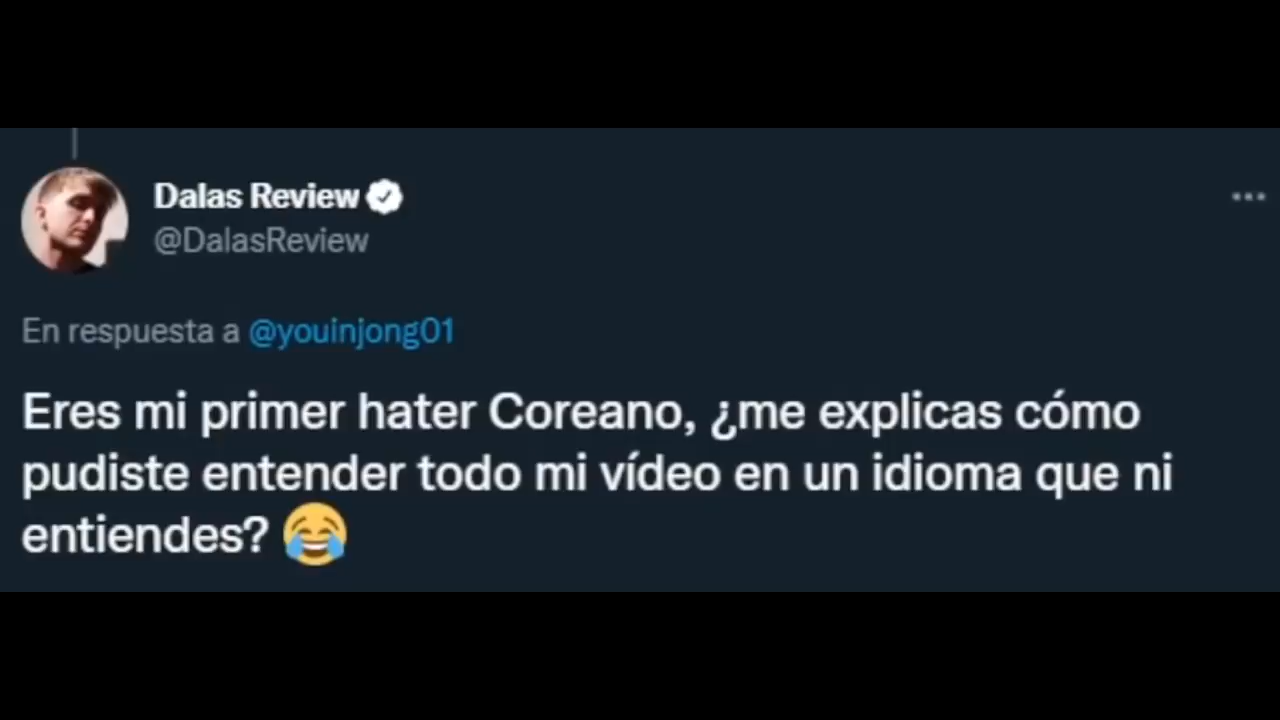 Dalas Review
@DalasReview
En respuesta a @youinjong01
Eres mi primer hater Coreano, ¿me explicas cómo
pudiste entender todo mi vídeo en un idioma que ni
entiendes? 😂